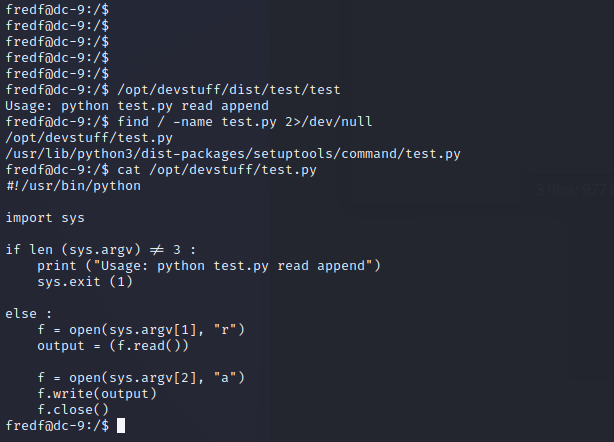 fredf@dc-9:/$
fredf@dc-9:/$
fredf@dc-9:/$
fredf@dc-9:/$
fredf@dc-9:/$
fredf@dc-9:/$ /opt/devstuff/dist/test/test
Usage: python test.py read append
fredf@dc-9:/$ find / -name test.py 2>/dev/null
/opt/devstuff/test.py
/usr/lib/python3/dist-packages/setuptools/command/test.py
fredf@dc-9:/$ cat /opt/devstuff/test.py
#!/usr/bin/python

import sys

if len (sys.argv) ≠ 3 :
    print ("Usage: python test.py read append")
    sys.exit (1)

else :
    f = open(sys.argv[1], "r")
    output = (f.read())

    f = open(sys.argv[2], "a")
    f.write(output)
    f.close()
fredf@dc-9:/$